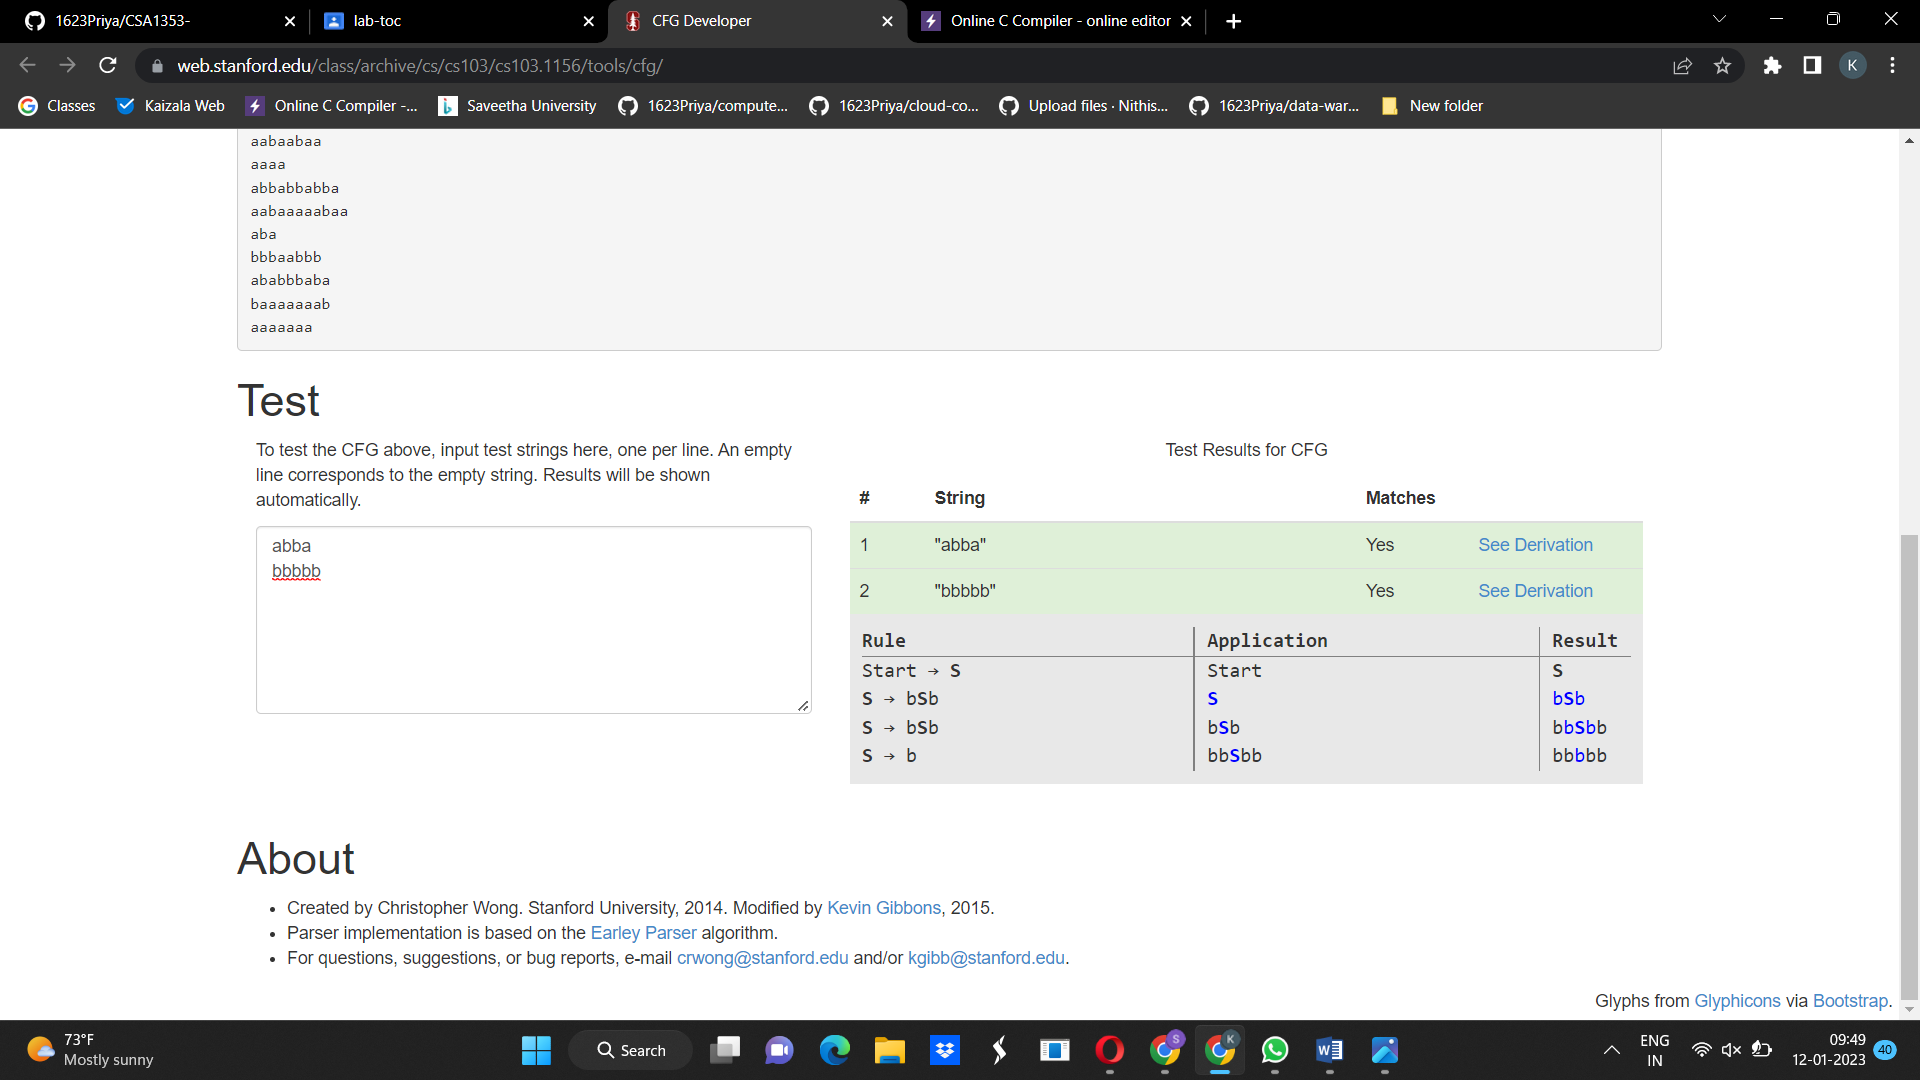 1623Priya/CSA1353-
lab-toc
CFG Developer
Online C Compiler - online editor
web.stanford.edu/class/archive/cs/cs103/cs103.1156/tools/cfg/
K
Classes
Kaizala Web
Online C Compiler -...
Saveetha University
1623Priya/compute...
1623Priya/cloud-co...
Upload files · Nithis...
1623Priya/data-war...
New folder
aabaabaa
aaaa
abbabbabba
aabaaaaabaa
aba
bbbaabbb
ababbbaba
baaaaaaab
aaaaaaa
Test
To test the CFG above, input test strings here, one per line. An empty
line corresponds to the empty string. Results will be shown
automatically.
abba
bbbbb
Test Results for CFG
# String Matches
1 "abba" Yes See Derivation
2 "bbbbb" Yes See Derivation
Rule Application Result
Start → S Start S
S → bSb S bSb
S → bSb bSb bbSbb
S → b bbSbb bbbbb
About
• Created by Christopher Wong. Stanford University, 2014. Modified by Kevin Gibbons, 2015.
• Parser implementation is based on the Earley Parser algorithm.
• For questions, suggestions, or bug reports, e-mail crwong@stanford.edu and/or kgibb@stanford.edu.
Glyphs from Glyphicons via Bootstrap.
73°F
Mostly sunny
Search
S
K
ENG
IN
09:49
12-01-2023
40